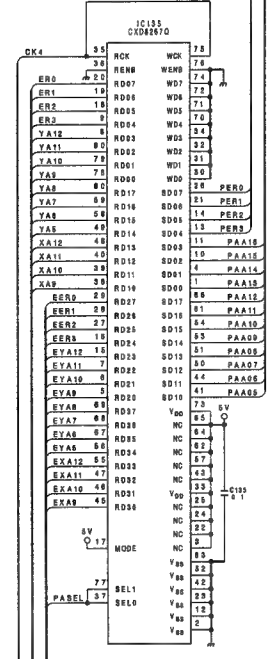 IC135
CXD8267Q
CK4 35 RCK WCK 75
36 RENB WENB 76
ER0 20 RD07 WD7 74
ER1 19 RD06 WD6 72
ER2 18 RD05 WD5 71
ER3 9 RD04 WD4 70
YA12 8 RD03 WD3 34
YA11 80 RD02 WD2 32
YA10 79 RD01 WD1 31
YA9 78 RD00 WD0 30
YA8 60 RD17 SD07 26 PER0
YA7 59 RD16 SD06 21 PER1
YA6 58 RD15 SD05 14 PER2
YA5 49 RD14 SD04 13 PER3
XA12 48 RD13 SD03 11 PAA16
XA11 40 RD12 SD02 10 PAA15
XA10 39 RD11 SD01 4 PAA14
XA9 38 RD10 SD00 1 PAA13
EER0 29 RD27 SD17 66 PAA12
EER1 28 RD26 SD16 61 PAA11
EER2 27 RD25 SD15 54 PAA10
EER3 16 RD24 SD14 53 PAA09
EYA12 15 RD23 SD13 51 PAA08
EYA11 7 RD22 SD12 50 PAA07
EYA10 6 RD21 SD11 44 PAA06
EYA9 5 RD20 SD10 41 PAA05
EYA8 69 RD37 VDD 73
EYA7 68 RD36 NC 65 5V
EYA6 67 RD35 NC 64
EYA5 56 RD34 NC 62
EXA12 55 RD33 NC 57
EXA11 47 RD32 NC 43
EXA10 46 RD31 VDD 33
EXA9 45 RD30 NC 25
C135
0.1
NC 24
NC 22
5V
17 MODE NC 3
VSS 63
VSS 52
77 SEL1 VSS 42
PASEL 37 SEL0 VSS 23
VSS 12
VSS 2